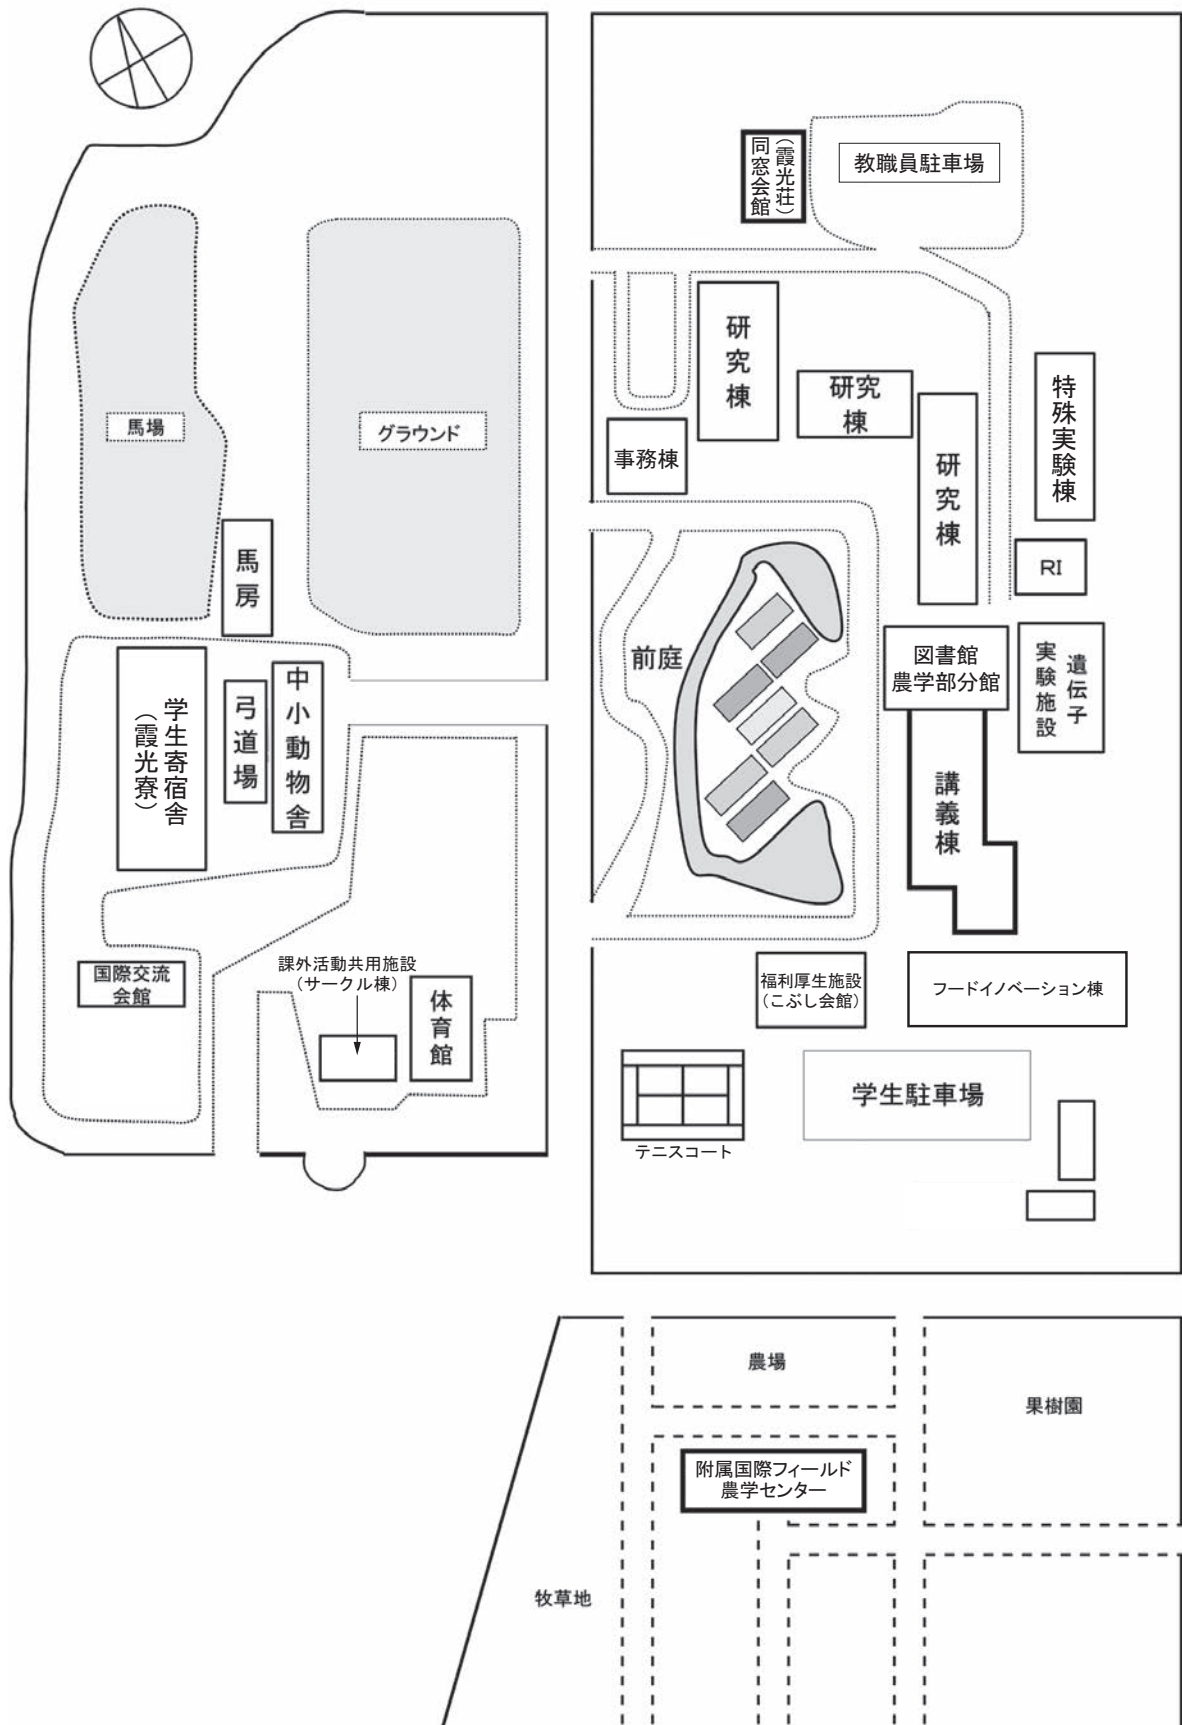 同窓会館
（霞光荘）
教職員駐車場
研究棟
研究
棟
研究棟
特殊実験棟
事務棟
RI
馬場
グラウンド
馬房
前庭
図書館
農学部分館
遺伝子
実験施設
学生寄宿舎
（霞光寮）
弓道場
中小動物舎
講義棟
国際交流
会館
課外活動共用施設
（サークル棟）
体育館
福利厚生施設
（こぶし会館）
フードイノベーション棟
学生駐車場
テニスコート
農場
果樹園
附属国際フィールド
農学センター
牧草地